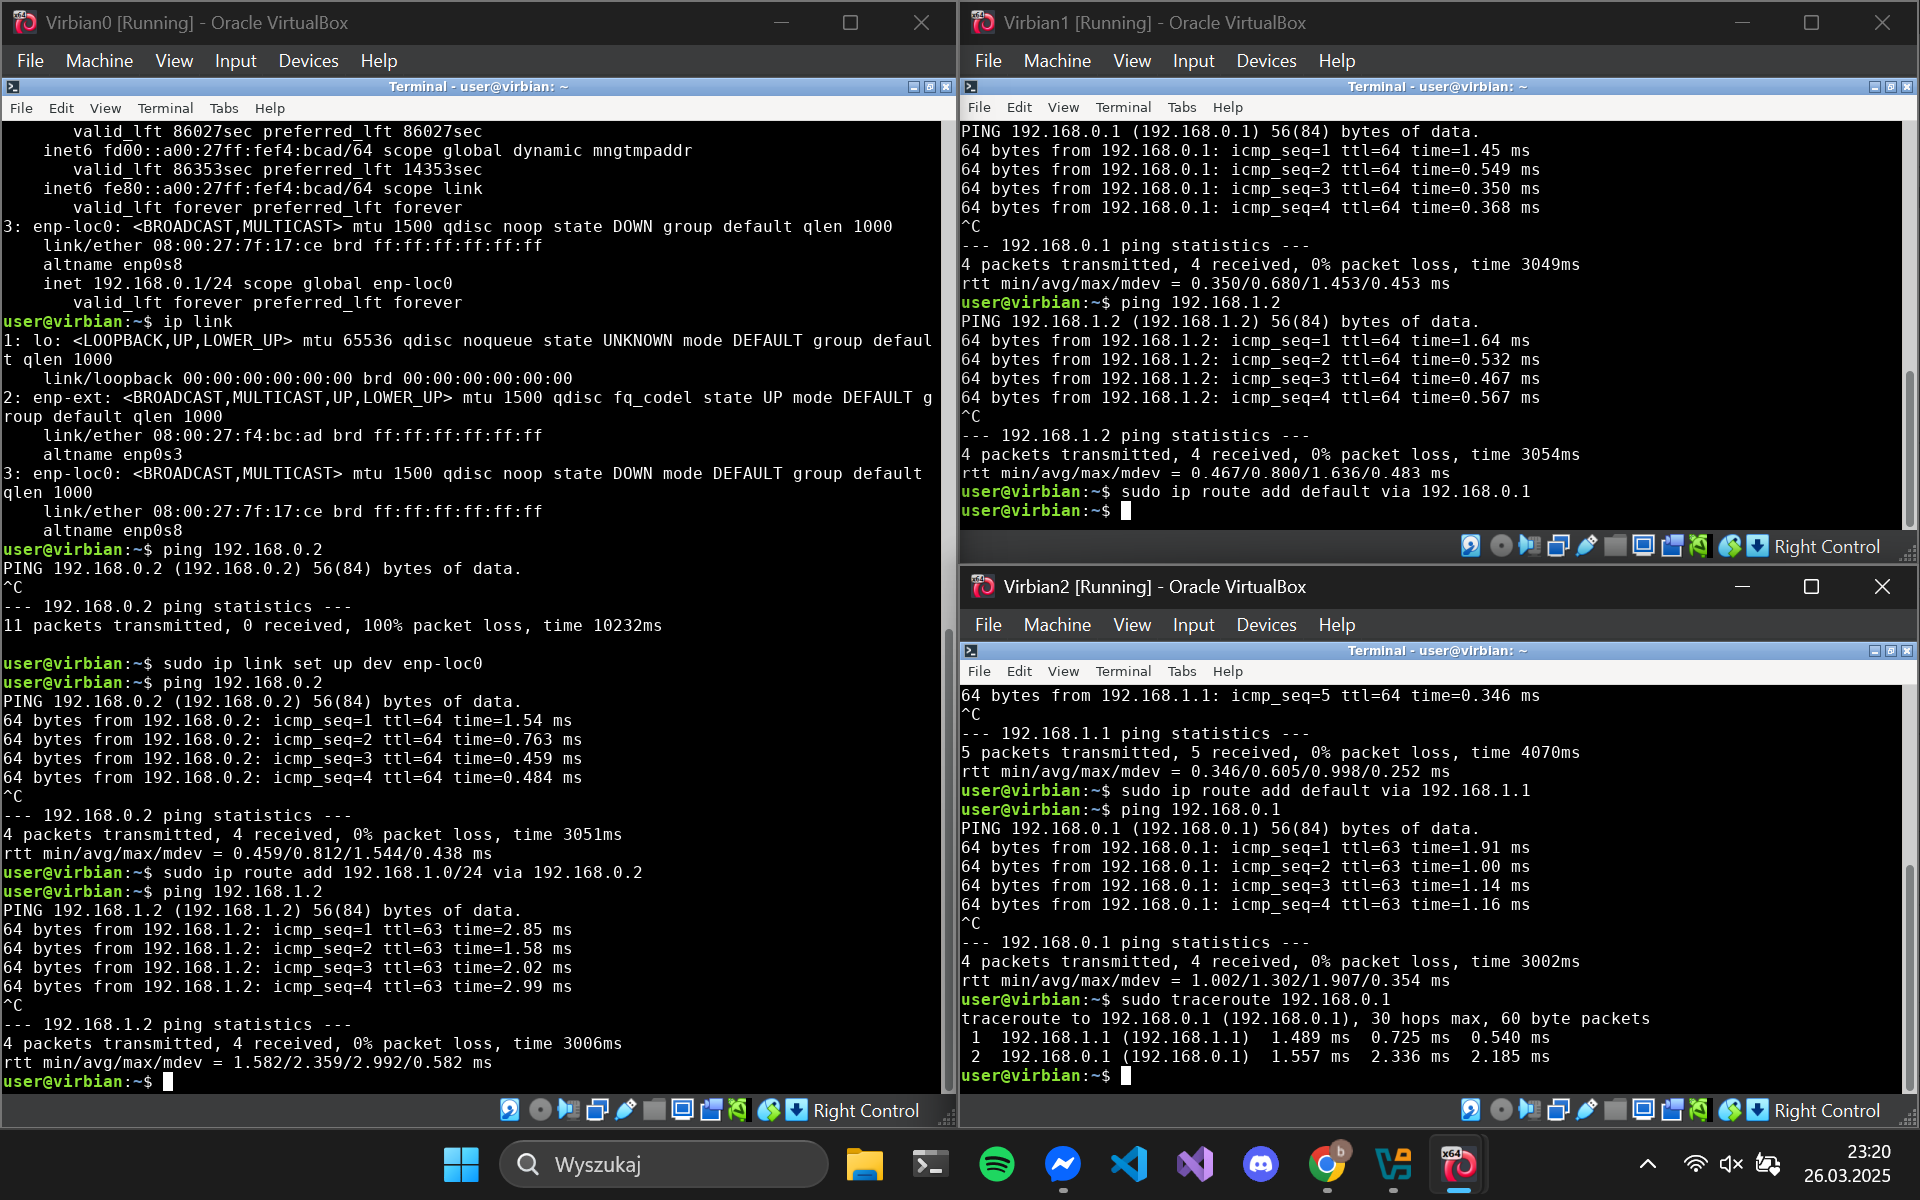 Virbian0 [Running] - Oracle VirtualBox
File Machine View Input Devices Help
Terminal - user@virbian: ~
File Edit View Terminal Tabs Help
valid_lft 86027sec preferred_lft 86027sec
inet6 fd00::a00:27ff:fef4:bcad/64 scope global dynamic mngtmpaddr
valid_lft 86353sec preferred_lft 14353sec
inet6 fe80::a00:27ff:fef4:bcad/64 scope link
valid_lft forever preferred_lft forever
3: enp-loc0: <BROADCAST,MULTICAST> mtu 1500 qdisc noop state DOWN group default qlen 1000
link/ether 08:00:27:7f:17:ce brd ff:ff:ff:ff:ff:ff
altname enp0s8
inet 192.168.0.1/24 scope global enp-loc0
valid_lft forever preferred_lft forever
user@virbian:~$ ip link
1: lo: <LOOPBACK,UP,LOWER_UP> mtu 65536 qdisc noqueue state UNKNOWN mode DEFAULT group defaul
t qlen 1000
link/loopback 00:00:00:00:00:00 brd 00:00:00:00:00:00
2: enp-ext: <BROADCAST,MULTICAST,UP,LOWER_UP> mtu 1500 qdisc fq_codel state UP mode DEFAULT g
roup default qlen 1000
link/ether 08:00:27:f4:bc:ad brd ff:ff:ff:ff:ff:ff
altname enp0s3
3: enp-loc0: <BROADCAST,MULTICAST> mtu 1500 qdisc noop state DOWN mode DEFAULT group default
qlen 1000
link/ether 08:00:27:7f:17:ce brd ff:ff:ff:ff:ff:ff
altname enp0s8
user@virbian:~$ ping 192.168.0.2
PING 192.168.0.2 (192.168.0.2) 56(84) bytes of data.
^C
--- 192.168.0.2 ping statistics ---
11 packets transmitted, 0 received, 100% packet loss, time 10232ms
user@virbian:~$ sudo ip link set up dev enp-loc0
user@virbian:~$ ping 192.168.0.2
PING 192.168.0.2 (192.168.0.2) 56(84) bytes of data.
64 bytes from 192.168.0.2: icmp_seq=1 ttl=64 time=1.54 ms
64 bytes from 192.168.0.2: icmp_seq=2 ttl=64 time=0.763 ms
64 bytes from 192.168.0.2: icmp_seq=3 ttl=64 time=0.459 ms
64 bytes from 192.168.0.2: icmp_seq=4 ttl=64 time=0.484 ms
^C
--- 192.168.0.2 ping statistics ---
4 packets transmitted, 4 received, 0% packet loss, time 3051ms
rtt min/avg/max/mdev = 0.459/0.812/1.544/0.438 ms
user@virbian:~$ sudo ip route add 192.168.1.0/24 via 192.168.0.2
user@virbian:~$ ping 192.168.1.2
PING 192.168.1.2 (192.168.1.2) 56(84) bytes of data.
64 bytes from 192.168.1.2: icmp_seq=1 ttl=63 time=2.85 ms
64 bytes from 192.168.1.2: icmp_seq=2 ttl=63 time=1.58 ms
64 bytes from 192.168.1.2: icmp_seq=3 ttl=63 time=2.02 ms
64 bytes from 192.168.1.2: icmp_seq=4 ttl=63 time=2.99 ms
^C
--- 192.168.1.2 ping statistics ---
4 packets transmitted, 4 received, 0% packet loss, time 3006ms
rtt min/avg/max/mdev = 1.582/2.359/2.992/0.582 ms
user@virbian:~$
Right Control
Virbian1 [Running] - Oracle VirtualBox
File Machine View Input Devices Help
Terminal - user@virbian: ~
File Edit View Terminal Tabs Help
PING 192.168.0.1 (192.168.0.1) 56(84) bytes of data.
64 bytes from 192.168.0.1: icmp_seq=1 ttl=64 time=1.45 ms
64 bytes from 192.168.0.1: icmp_seq=2 ttl=64 time=0.549 ms
64 bytes from 192.168.0.1: icmp_seq=3 ttl=64 time=0.350 ms
64 bytes from 192.168.0.1: icmp_seq=4 ttl=64 time=0.368 ms
^C
--- 192.168.0.1 ping statistics ---
4 packets transmitted, 4 received, 0% packet loss, time 3049ms
rtt min/avg/max/mdev = 0.350/0.680/1.453/0.453 ms
user@virbian:~$ ping 192.168.1.2
PING 192.168.1.2 (192.168.1.2) 56(84) bytes of data.
64 bytes from 192.168.1.2: icmp_seq=1 ttl=64 time=1.64 ms
64 bytes from 192.168.1.2: icmp_seq=2 ttl=64 time=0.532 ms
64 bytes from 192.168.1.2: icmp_seq=3 ttl=64 time=0.467 ms
64 bytes from 192.168.1.2: icmp_seq=4 ttl=64 time=0.567 ms
^C
--- 192.168.1.2 ping statistics ---
4 packets transmitted, 4 received, 0% packet loss, time 3054ms
rtt min/avg/max/mdev = 0.467/0.800/1.636/0.483 ms
user@virbian:~$ sudo ip route add default via 192.168.0.1
user@virbian:~$
Right Control
Virbian2 [Running] - Oracle VirtualBox
File Machine View Input Devices Help
Terminal - user@virbian: ~
File Edit View Terminal Tabs Help
64 bytes from 192.168.1.1: icmp_seq=5 ttl=64 time=0.346 ms
^C
--- 192.168.1.1 ping statistics ---
5 packets transmitted, 5 received, 0% packet loss, time 4070ms
rtt min/avg/max/mdev = 0.346/0.605/0.998/0.252 ms
user@virbian:~$ sudo ip route add default via 192.168.1.1
user@virbian:~$ ping 192.168.0.1
PING 192.168.0.1 (192.168.0.1) 56(84) bytes of data.
64 bytes from 192.168.0.1: icmp_seq=1 ttl=63 time=1.91 ms
64 bytes from 192.168.0.1: icmp_seq=2 ttl=63 time=1.00 ms
64 bytes from 192.168.0.1: icmp_seq=3 ttl=63 time=1.14 ms
64 bytes from 192.168.0.1: icmp_seq=4 ttl=63 time=1.16 ms
^C
--- 192.168.0.1 ping statistics ---
4 packets transmitted, 4 received, 0% packet loss, time 3002ms
rtt min/avg/max/mdev = 1.002/1.302/1.907/0.354 ms
user@virbian:~$ sudo traceroute 192.168.0.1
traceroute to 192.168.0.1 (192.168.0.1), 30 hops max, 60 byte packets
1 192.168.1.1 (192.168.1.1) 1.489 ms 0.725 ms 0.540 ms
2 192.168.0.1 (192.168.0.1) 1.557 ms 2.336 ms 2.185 ms
user@virbian:~$
Right Control
Wyszukaj
b
x64
23:20
26.03.2025